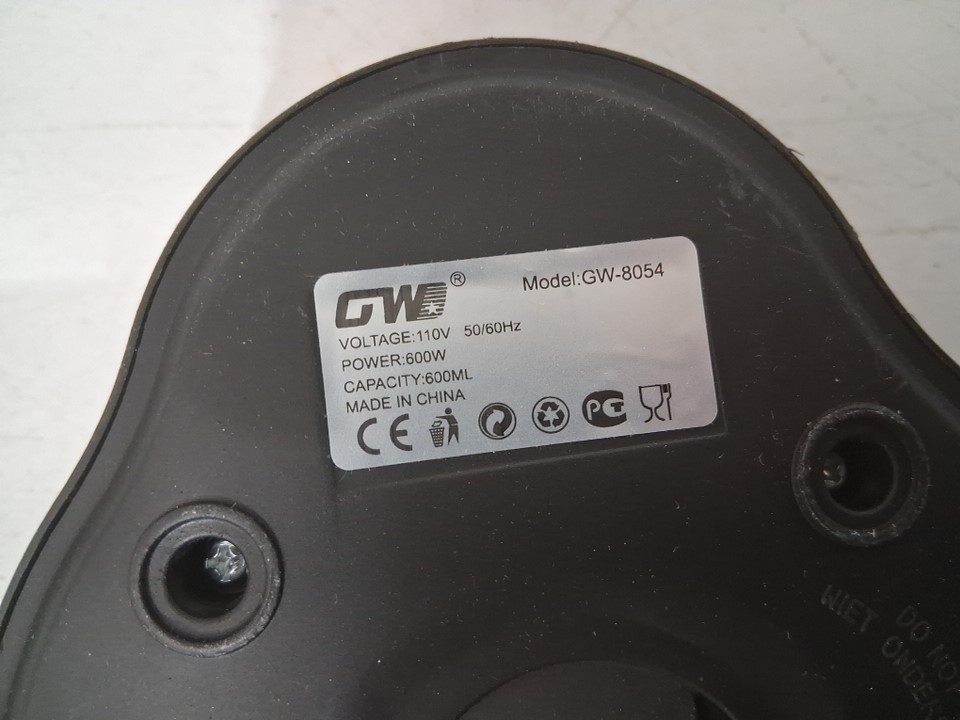 GW®
Model:GW-8054
VOLTAGE:110V 50/60Hz
POWER:600W
CAPACITY:600ML
MADE IN CHINA
CE
PCT
DO NOT
NIET ONDER